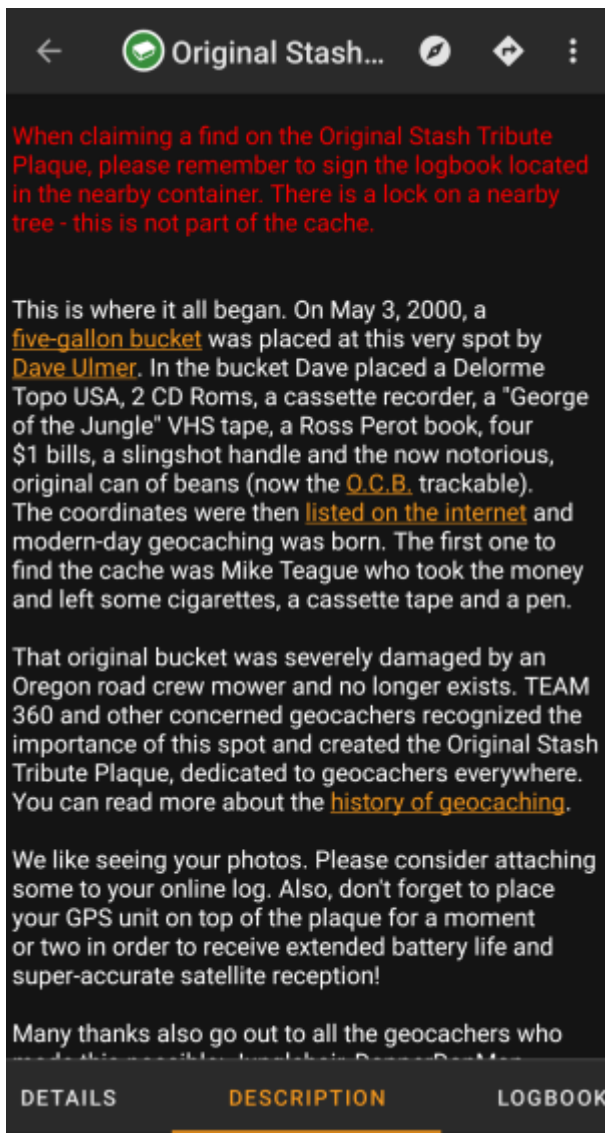 Original Stash...
When claiming a find on the Original Stash Tribute
Plaque, please remember to sign the logbook located
in the nearby container. There is a lock on a nearby
tree - this is not part of the cache.
This is where it all began. On May 3, 2000, a
five-gallon bucket was placed at this very spot by
Dave Ulmer. In the bucket Dave placed a Delorme
Topo USA, 2 CD Roms, a cassette recorder, a "George
of the Jungle" VHS tape, a Ross Perot book, four
$1 bills, a slingshot handle and the now notorious,
original can of beans (now the O.C.B. trackable).
The coordinates were then listed on the internet and
modern-day geocaching was born. The first one to
find the cache was Mike Teague who took the money
and left some cigarettes, a cassette tape and a pen.
That original bucket was severely damaged by an
Oregon road crew mower and no longer exists. TEAM
360 and other concerned geocachers recognized the
importance of this spot and created the Original Stash
Tribute Plaque, dedicated to geocachers everywhere.
You can read more about the history of geocaching.
We like seeing your photos. Please consider attaching
some to your online log. Also, don't forget to place
your GPS unit on top of the plaque for a moment
or two in order to receive extended battery life and
super-accurate satellite reception!
Many thanks also go out to all the geocachers who
made this possible:
DETAILS DESCRIPTION LOGBOOK